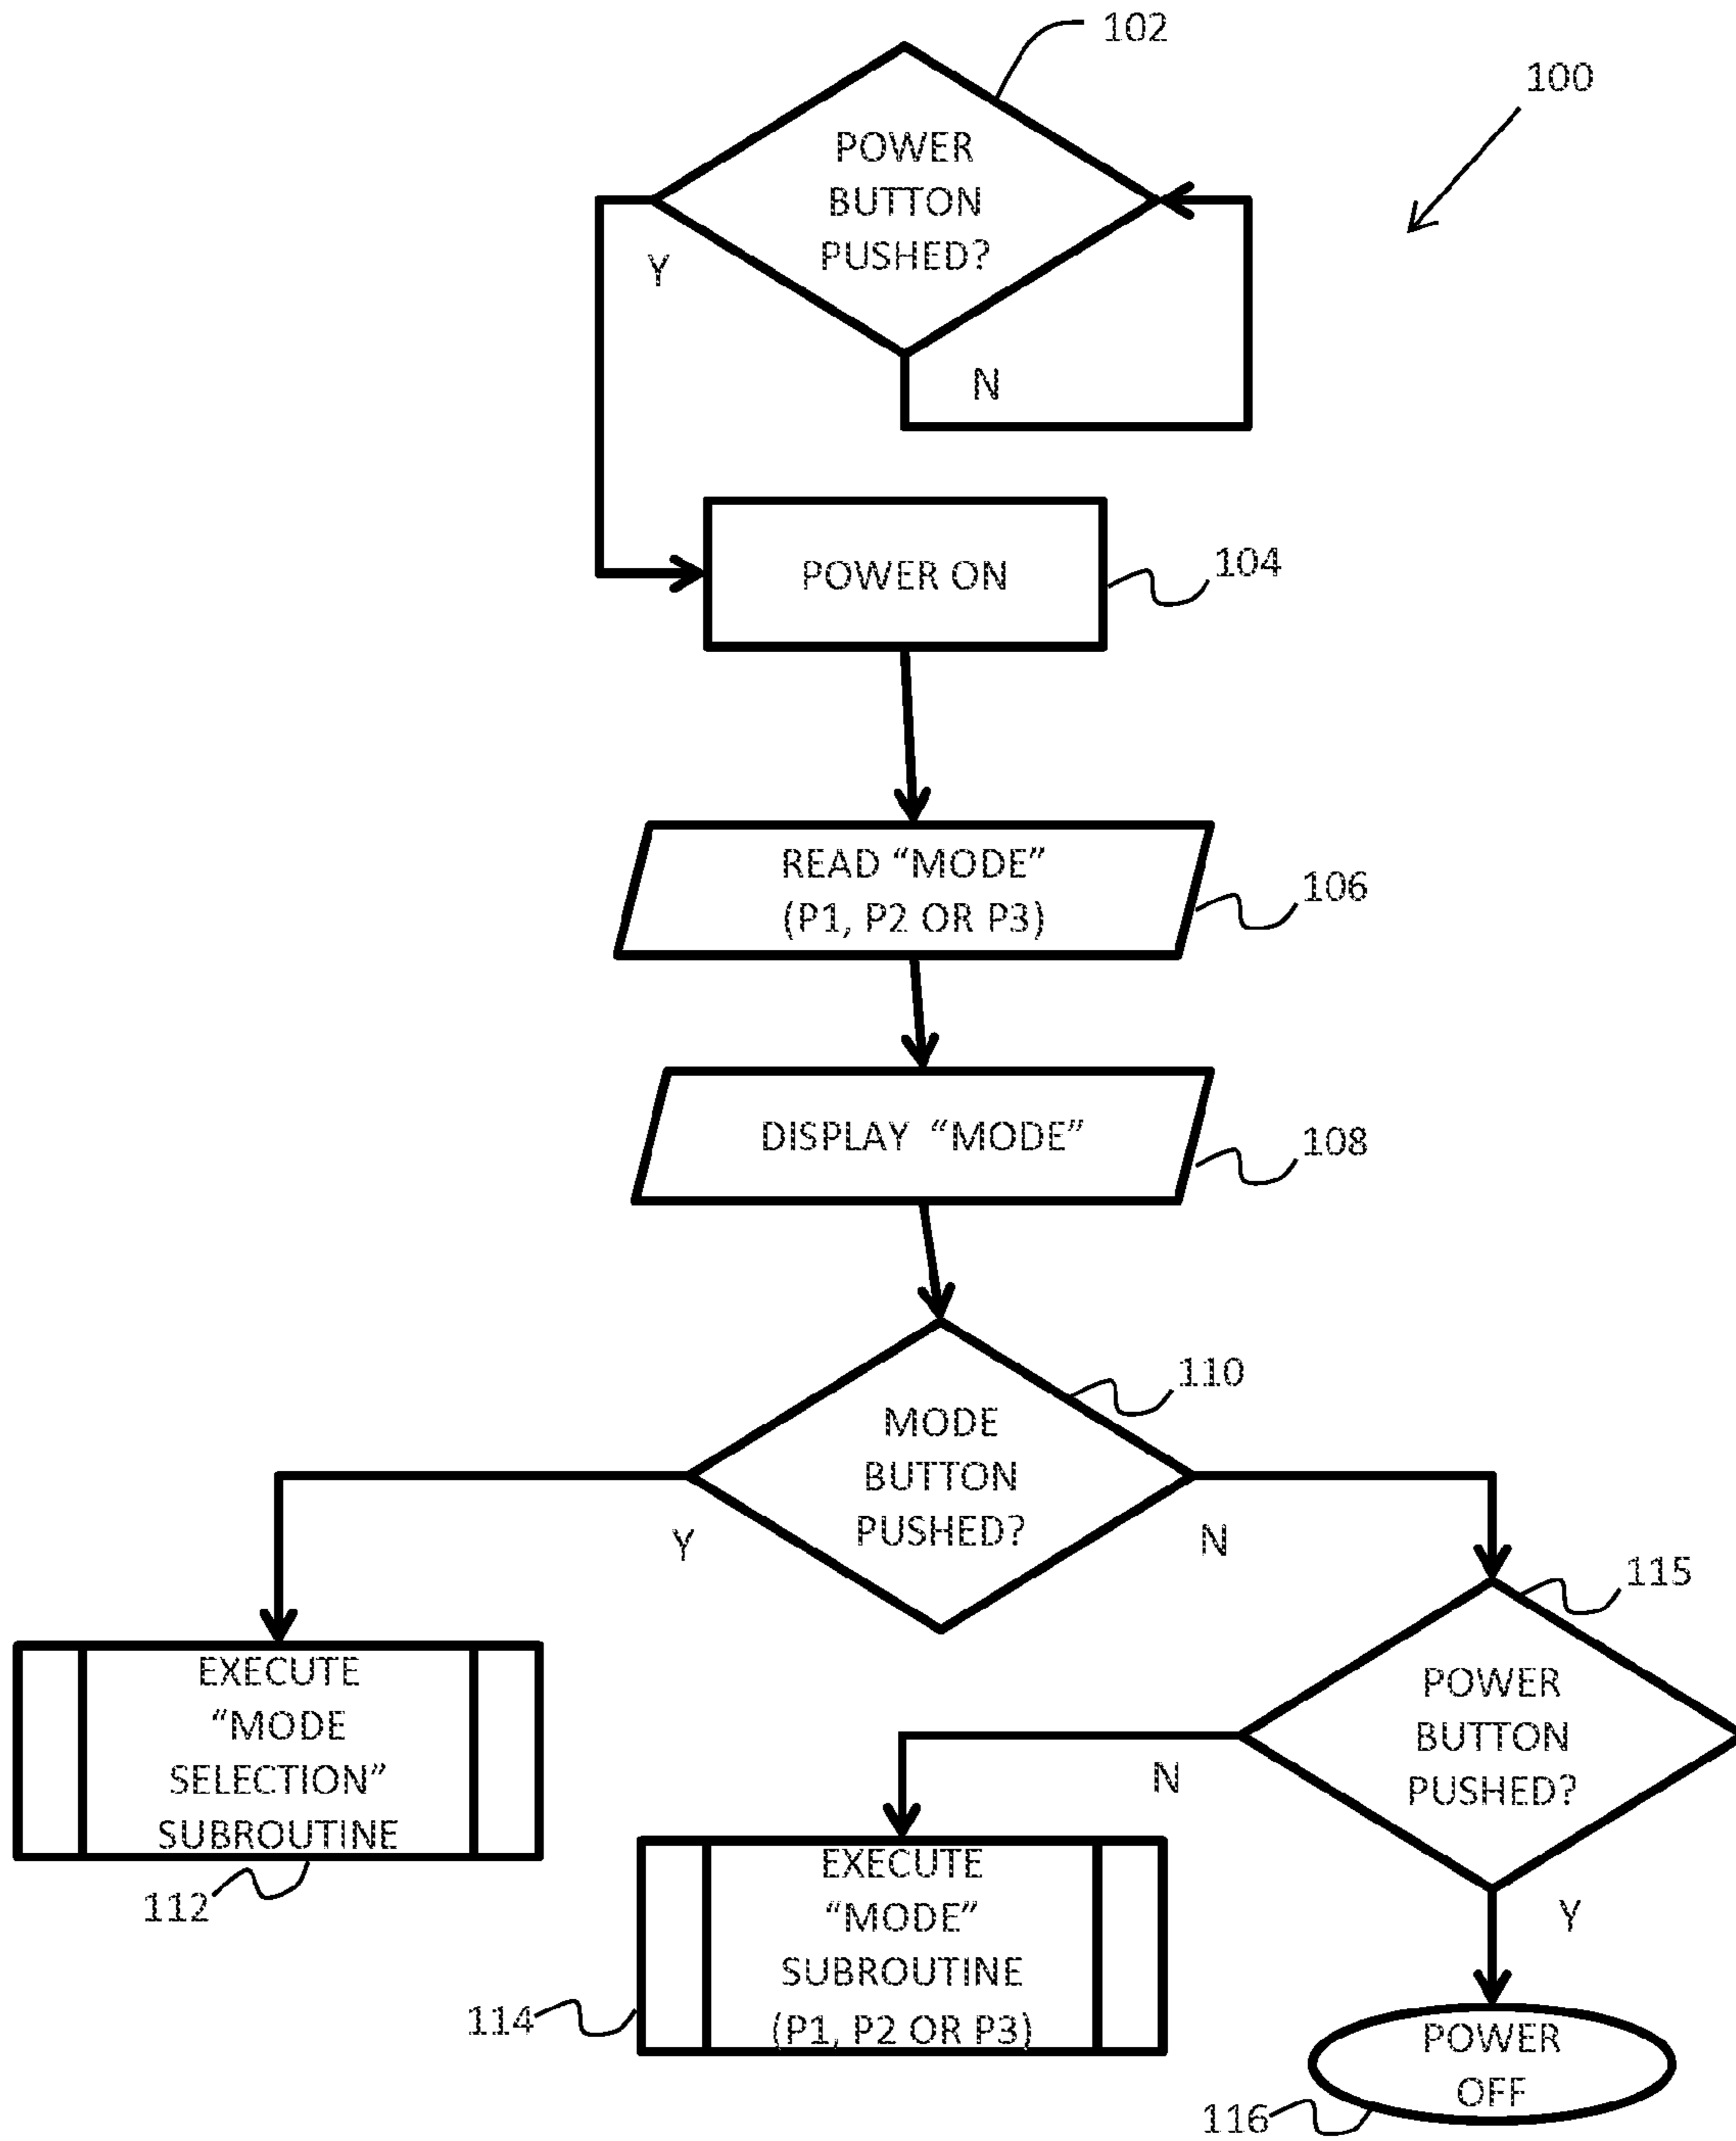 102
100
POWER
BUTTON
PUSHED?
Y
N
POWER ON
104
READ “MODE”
(P1, P2 OR P3)
106
DISPLAY “MODE”
108
110
MODE
BUTTON
PUSHED?
Y
N
115
POWER
BUTTON
PUSHED?
N
Y
EXECUTE
“MODE
SELECTION”
SUBROUTINE
112
EXECUTE
“MODE”
SUBROUTINE
(P1, P2 OR P3)
114
POWER
OFF
116